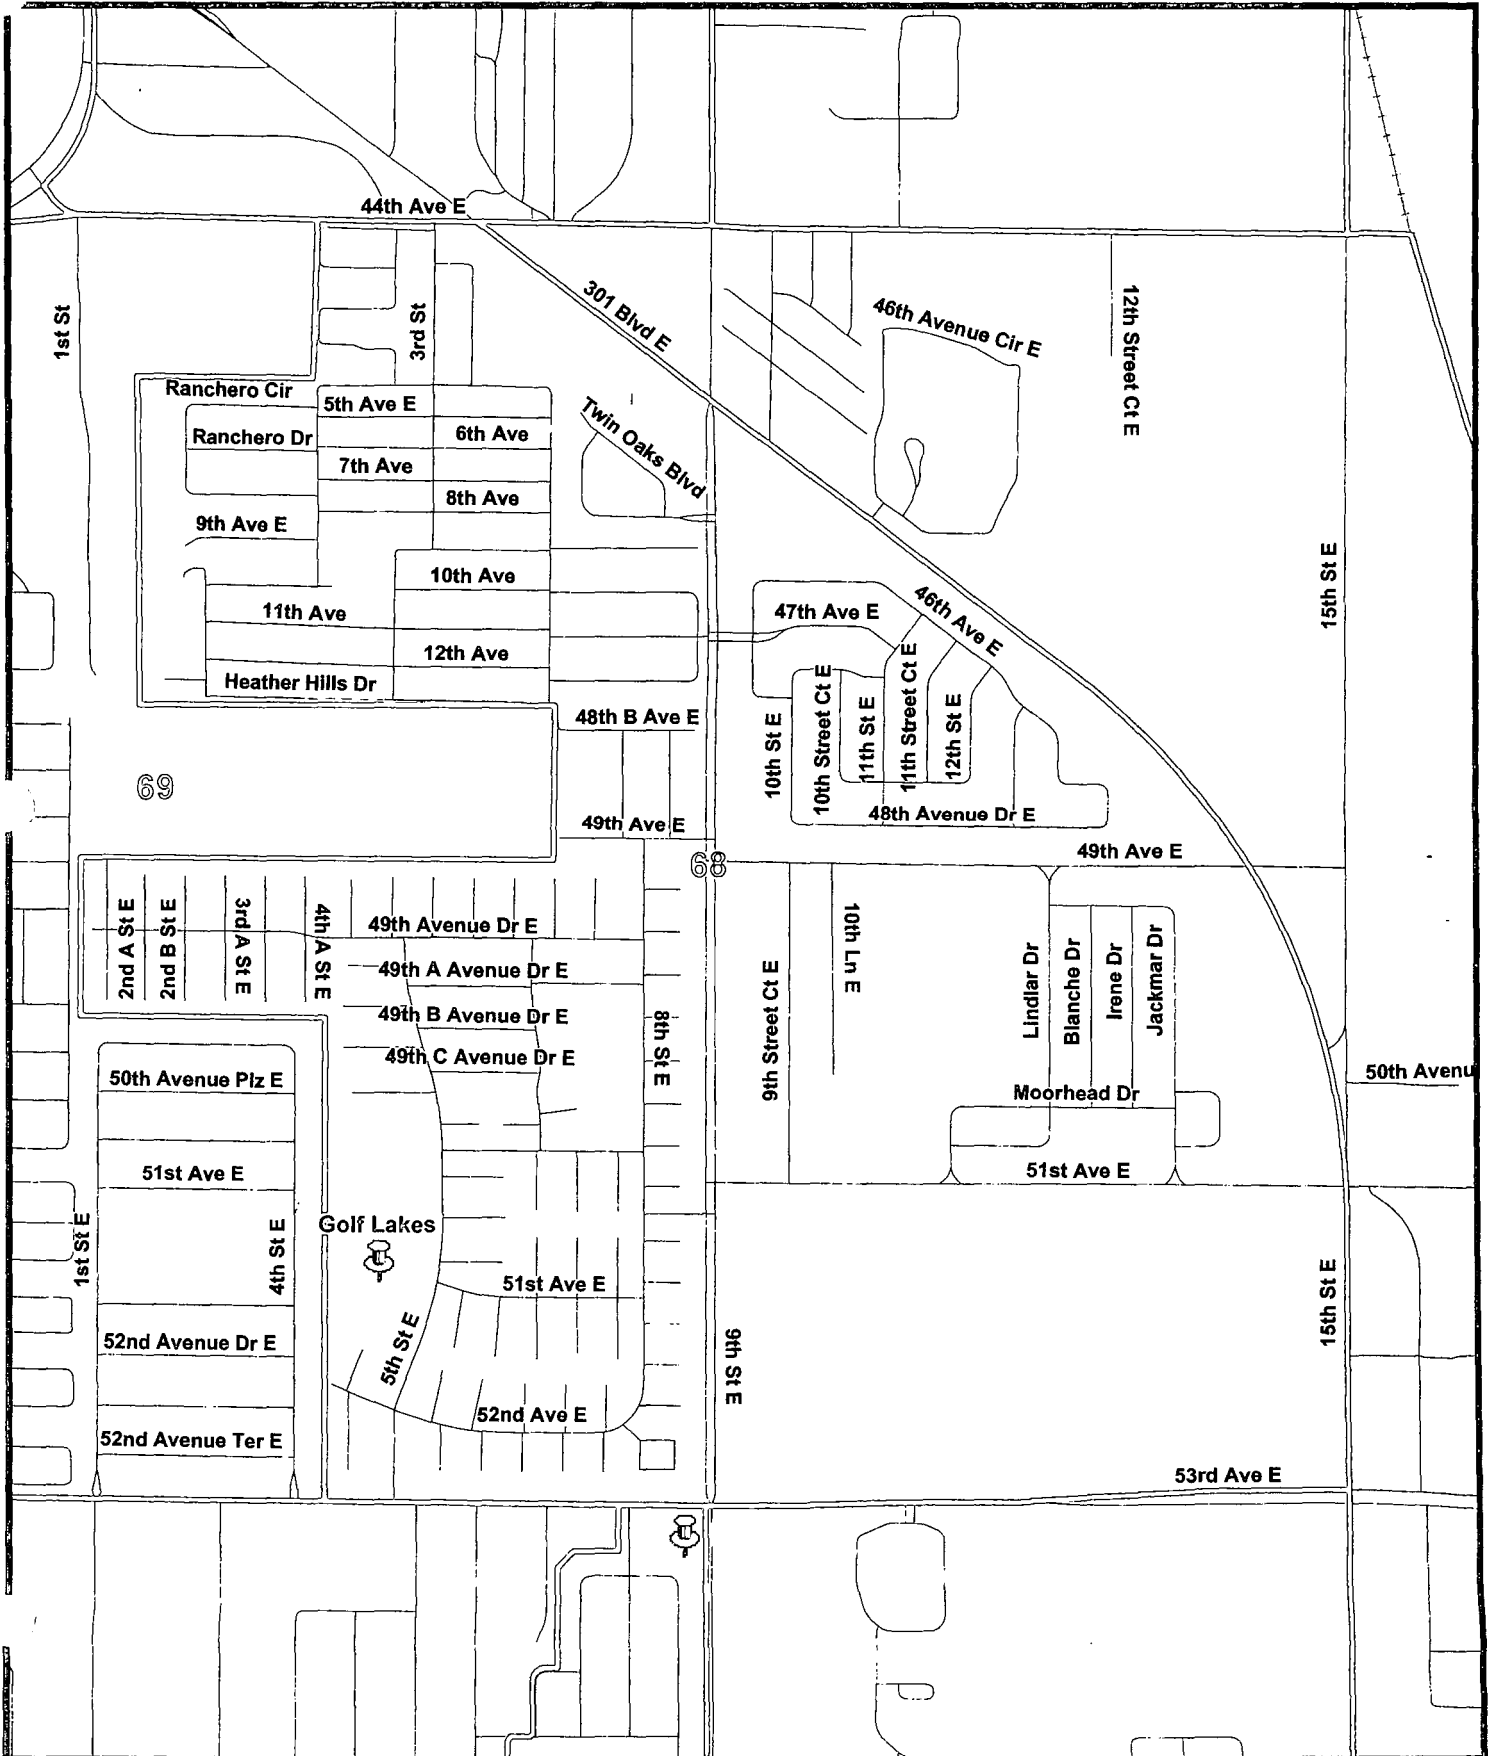 44th Ave E
1st St
3rd St
301 Blvd E
46th Avenue Cir E
12th Street Ct E
Ranchero Cir
5th Ave E
Ranchero Dr
6th Ave
Twin Oaks Blvd
7th Ave
8th Ave
9th Ave E
15th St E
10th Ave
11th Ave
47th Ave E
46th Ave E
12th Ave
Heather Hills Dr
48th B Ave E
10th St E
10th Street Ct E
11th St E
11th Street Ct E
12th St E
69
48th Avenue Dr E
49th Ave E
49th Ave E
68
2nd A St E
2nd B St E
3rd A St E
4th A St E
49th Avenue Dr E
10th Ln E
49th A Avenue Dr E
Lindlar Dr
Blanche Dr
Irene Dr
Jackmar Dr
49th B Avenue Dr E
8th St E
9th Street Ct E
49th C Avenue Dr E
50th Avenue Plz E
50th Avenu
Moorhead Dr
51st Ave E
51st Ave E
1st St E
4th St E
Golf Lakes
51st Ave E
15th St E
52nd Avenue Dr E
5th St E
9th St E
52nd Ave E
52nd Avenue Ter E
53rd Ave E